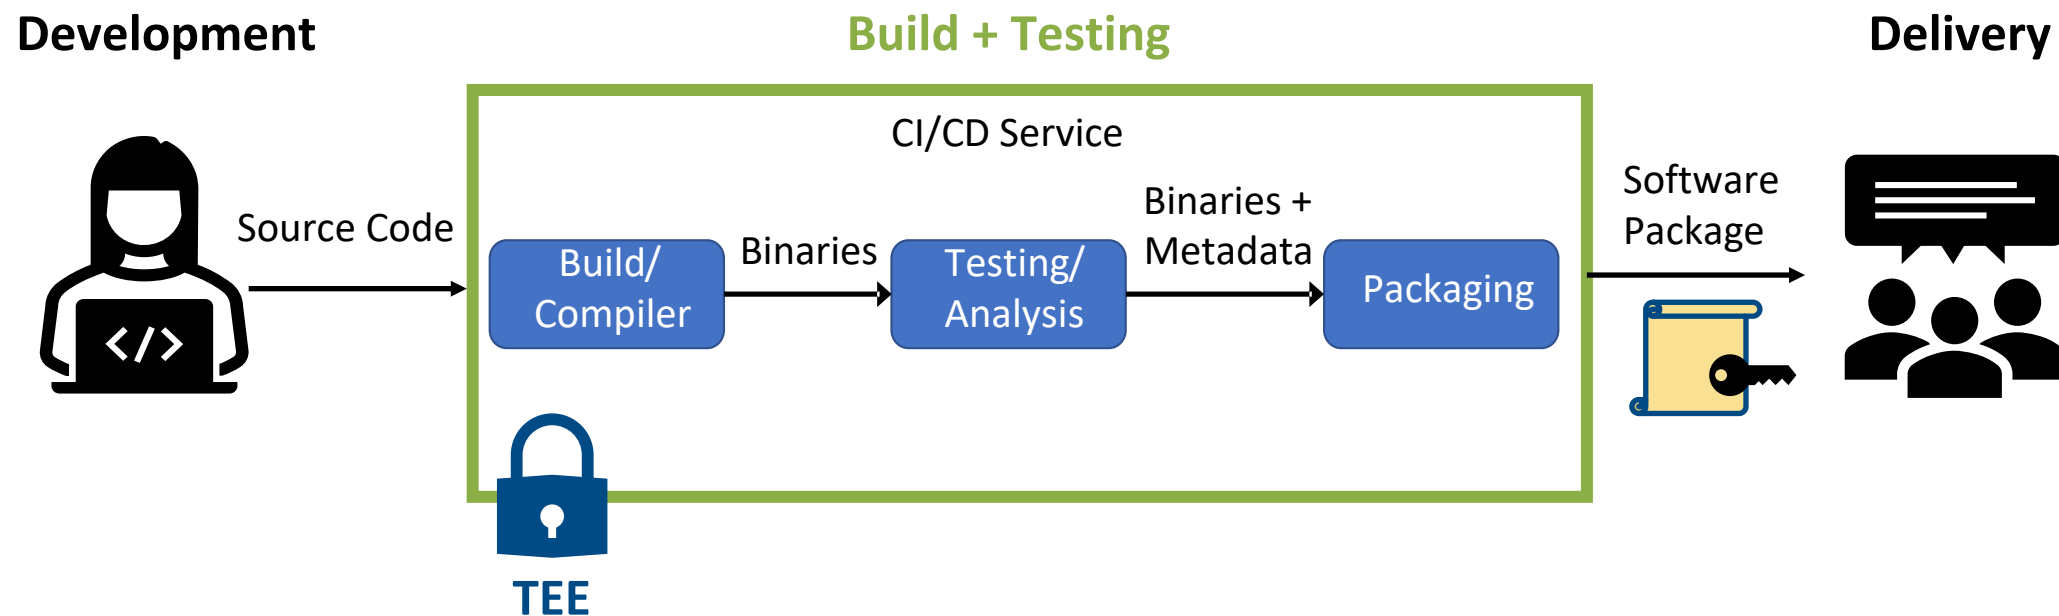 Development
Build + Testing
Delivery
CI/CD Service
Source Code
Build/
Compiler
Binaries
Testing/
Analysis
Binaries +
Metadata
Packaging
Software
Package
</>
TEE